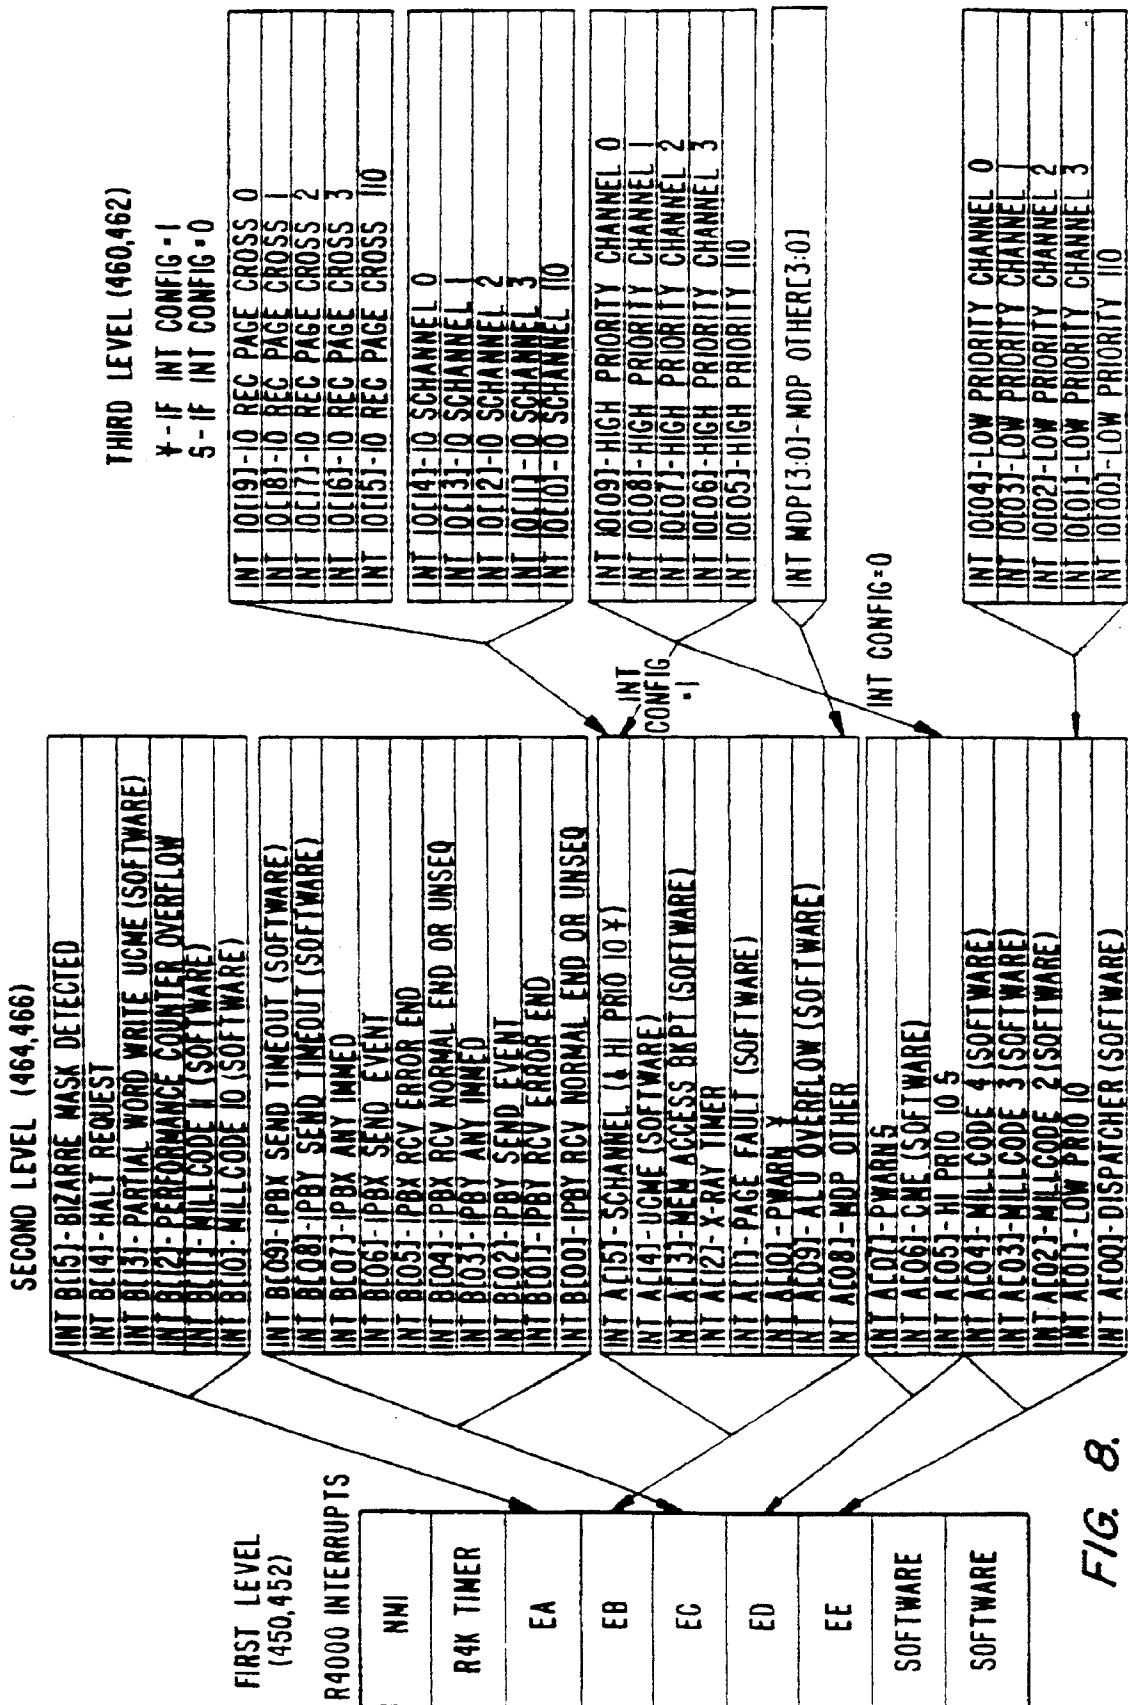 FIRST LEVEL
(450,452)
R4000 INTERRUPTS
NMI
R4K TIMER
EA
EB
EC
ED
EE
SOFTWARE
SOFTWARE
SECOND LEVEL (464,466)
INT B[15]-BIZARRE MASK DETECTED
INT B[14]-HALT REQUEST
INT B[13]-PARTIAL WORD WRITE UCME (SOFTWARE)
INT B[12]-PERFORMANCE COUNTER OVERFLOW
INT B[11]-MILLCODE 11 (SOFTWARE)
INT B[10]-MILLCODE 10 (SOFTWARE)
INT B[09]-IPBX SEND TIMEOUT (SOFTWARE)
INT B[08]-IPBY SEND TIMEOUT (SOFTWARE)
INT B[07]-IPBX ANY IMMED
INT B[06]-IPBX SEND EVENT
INT B[05]-IPBX RCV ERROR END
INT B[04]-IPBX RCV NORMAL END OR UNSEQ
INT B[03]-IPBY ANY IMMED
INT B[02]-IPBY SEND EVENT
INT B[01]-IPBY RCV ERROR END
INT B[00]-IPBY RCV NORMAL END OR UNSEQ
INT A[15]-SCHANNEL (& HI PRIO IO ¥)
INT A[14]-UCME (SOFTWARE)
INT A[13]-MEM ACCESS BKPT (SOFTWARE)
INT A[12]-X-RAY TIMER
INT A[11]-PAGE FAULT (SOFTWARE)
INT A[10]-PWARN ¥
INT A[09]-ALU OVERFLOW (SOFTWARE)
INT A[08]-MDP OTHER
INT A[07]-PWARN §
INT A[06]-CME (SOFTWARE)
INT A[05]-HI PRIO IO §
INT A[04]-MILLCODE 4 (SOFTWARE)
INT A[03]-MILLCODE 3 (SOFTWARE)
INT A[02]-MILLCODE 2 (SOFTWARE)
INT A[01]-LOW PRIO IO
INT A[00]-DISPATCHER (SOFTWARE)
THIRD LEVEL (460,462)
¥-IF INT CONFIG=1
§-IF INT CONFIG=0
INT IO[19]-IO REC PAGE CROSS 0
INT IO[18]-IO REC PAGE CROSS 1
INT IO[17]-IO REC PAGE CROSS 2
INT IO[16]-IO REC PAGE CROSS 3
INT IO[15]-IO REC PAGE CROSS IIO
INT IO[14]-IO SCHANNEL 0
INT IO[13]-IO SCHANNEL 1
INT IO[12]-IO SCHANNEL 2
INT IO[11]-IO SCHANNEL 3
INT IO[10]-IO SCHANNEL IIO
INT IO[09]-HIGH PRIORITY CHANNEL 0
INT IO[08]-HIGH PRIORITY CHANNEL 1
INT IO[07]-HIGH PRIORITY CHANNEL 2
INT IO[06]-HIGH PRIORITY CHANNEL 3
INT IO[05]-HIGH PRIORITY IIO
INT MDP[3:0]-MDP OTHER[3:0]
INT IO[04]-LOW PRIORITY CHANNEL 0
INT IO[03]-LOW PRIORITY CHANNEL 1
INT IO[02]-LOW PRIORITY CHANNEL 2
INT IO[01]-LOW PRIORITY CHANNEL 3
INT IO[00]-LOW PRIORITY IIO
INT
CONFIG
=1
INT CONFIG=0
FIG. 8.